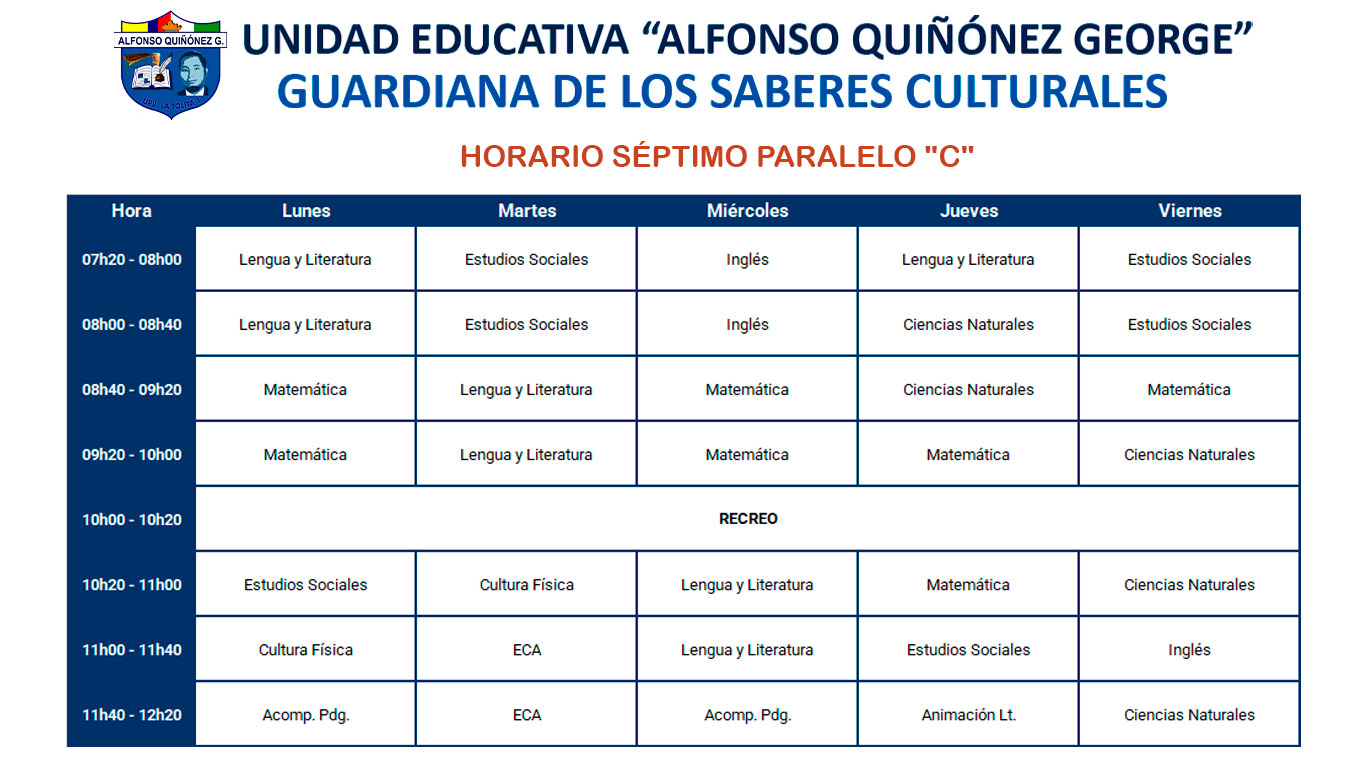 ALFONSO QUIÑÓNEZ G.
UNIDAD EDUCATIVA “ALFONSO QUIÑÓNEZ GEORGE”
GUARDIANA DE LOS SABERES CULTURALES
HORARIO SÉPTIMO PARALELO "C"
Hora Lunes Martes Miércoles Jueves Viernes
07h20 - 08h00 Lengua y Literatura Estudios Sociales Inglés Lengua y Literatura Estudios Sociales
08h00 - 08h40 Lengua y Literatura Estudios Sociales Inglés Ciencias Naturales Estudios Sociales
08h40 - 09h20 Matemática Lengua y Literatura Matemática Ciencias Naturales Matemática
09h20 - 10h00 Matemática Lengua y Literatura Matemática Matemática Ciencias Naturales
10h00 - 10h20 RECREO
10h20 - 11h00 Estudios Sociales Cultura Física Lengua y Literatura Matemática Ciencias Naturales
11h00 - 11h40 Cultura Física ECA Lengua y Literatura Estudios Sociales Inglés
11h40 - 12h20 Acomp. Pdg. ECA Acomp. Pdg. Animación Lt. Ciencias Naturales